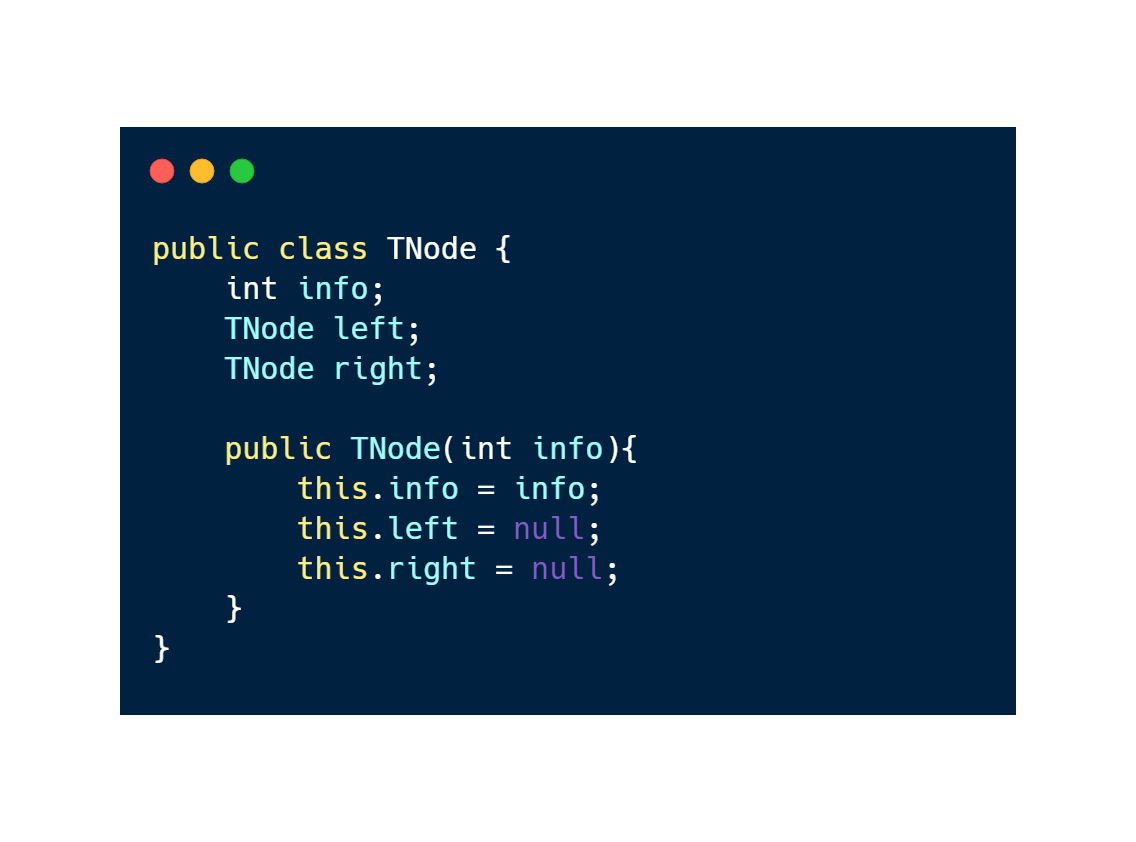 public class TNode {
    int info;
    TNode left;
    TNode right;

    public TNode(int info){
        this.info = info;
        this.left = null;
        this.right = null;
    }
}